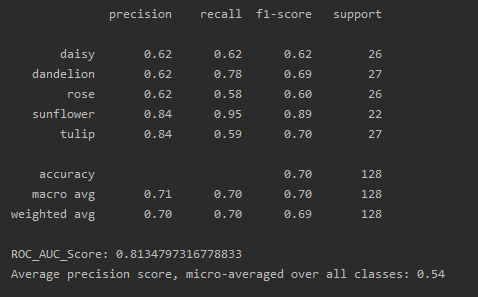 precision recall f1-score support
daisy 0.62 0.62 0.62 26
dandelion 0.62 0.78 0.69 27
rose 0.62 0.58 0.60 26
sunflower 0.84 0.95 0.89 22
tulip 0.84 0.59 0.70 27
accuracy 0.70 128
macro avg 0.71 0.70 0.70 128
weighted avg 0.70 0.70 0.69 128
ROC_AUC_Score: 0.8134797316778833
Average precision score, micro-averaged over all classes: 0.54